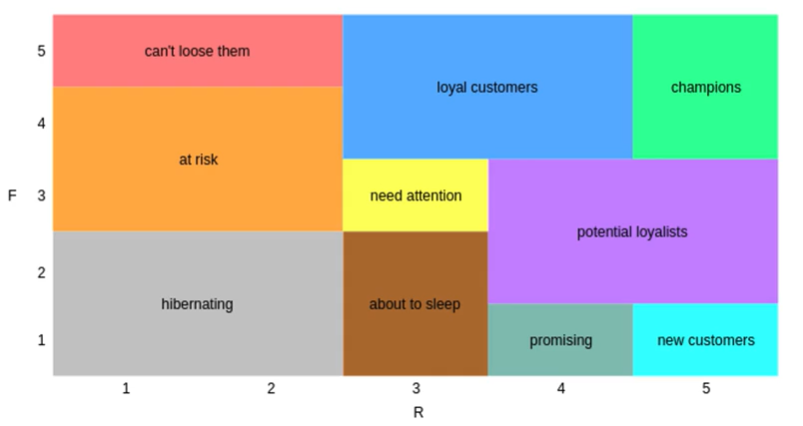 5
can't loose them
loyal customers
champions
4
at risk
F
3
need attention
potential loyalists
2
hibernating
about to sleep
1
promising
new customers
1
2
3
4
5
R